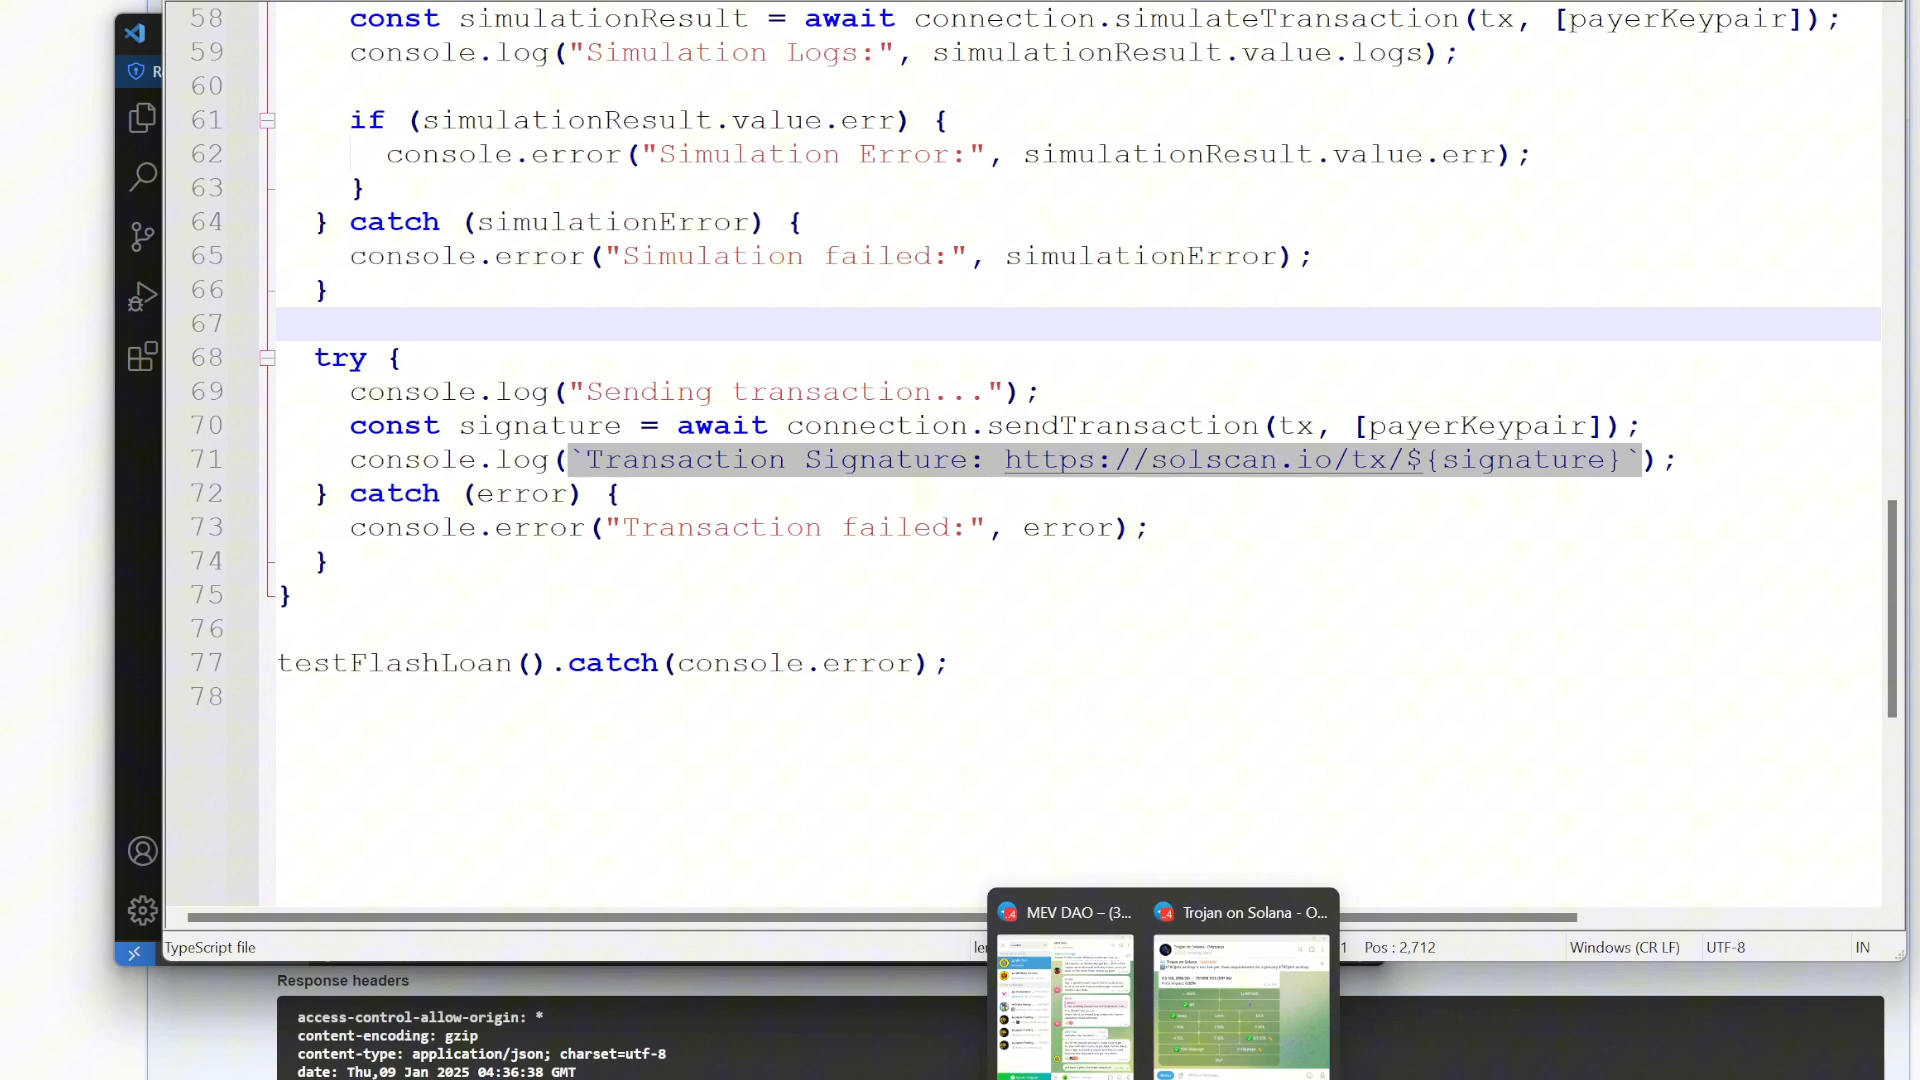 58 const simulationResult = await connection.simulateTransaction(tx, [payerKeypair]);
59 console.log("Simulation Logs:", simulationResult.value.logs);
60
61 if (simulationResult.value.err) {
62 console.error("Simulation Error:", simulationResult.value.err);
63 }
64 } catch (simulationError) {
65 console.error("Simulation failed:", simulationError);
66 }
67
68 try {
69 console.log("Sending transaction...");
70 const signature = await connection.sendTransaction(tx, [payerKeypair]);
71 console.log(`Transaction Signature: https://solscan.io/tx/${signature}`);
72 } catch (error) {
73 console.error("Transaction failed:", error);
74 }
75 }
76
77 testFlashLoan().catch(console.error);
78
MEV DAO – (3... Trojan on Solana - O...
TypeScript file 1 Pos : 2,712 Windows (CR LF) UTF-8 IN
Response headers
access-control-allow-origin: *
content-encoding: gzip
content-type: application/json; charset=utf-8
date: Thu,09 Jan 2025 04:36:38 GMT